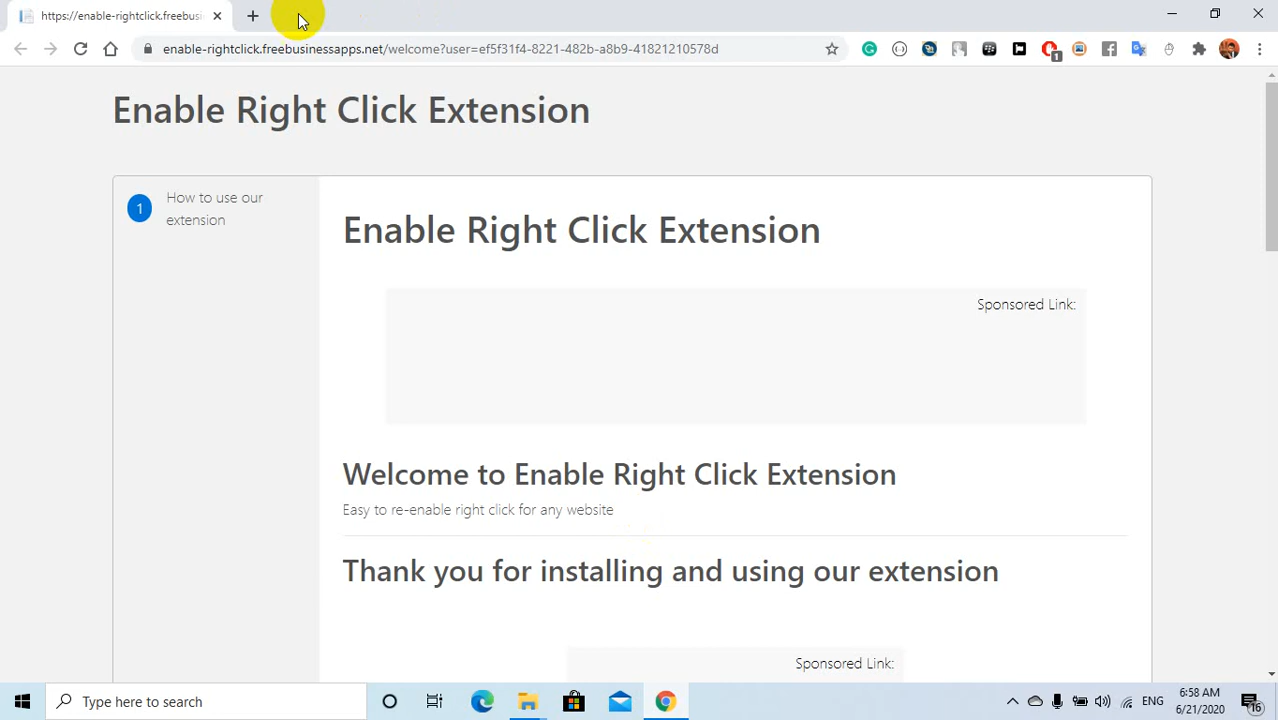 https://enable-rightclick.freebusi
enable-rightclick.freebusinessapps.net/welcome?user=ef5f31f4-8221-482b-a8b9-41821210578d
1
Enable Right Click Extension
1
How to use our
extension
Enable Right Click Extension
Sponsored Link:
Welcome to Enable Right Click Extension
Easy to re-enable right click for any website
Thank you for installing and using our extension
Sponsored Link:
Type here to search
ENG
6:58 AM
6/21/2020
16